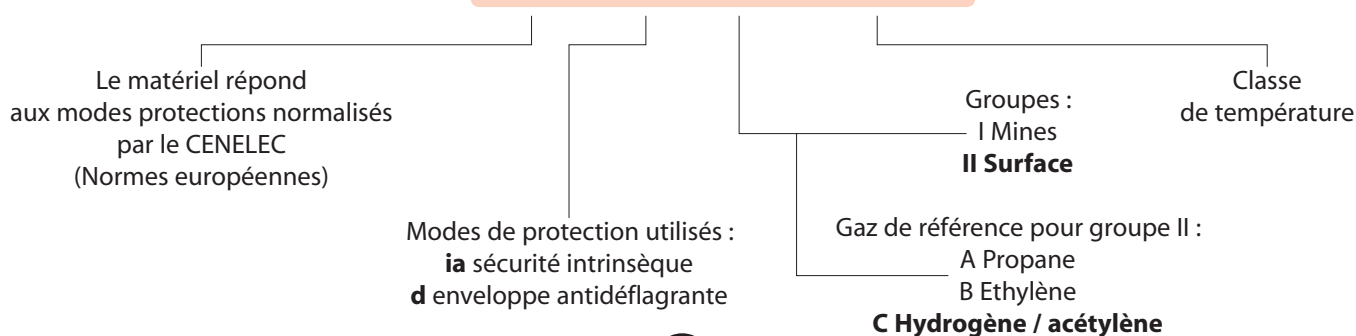 Le matériel répond
aux modes protections normalisés
par le CENELEC
(Normes européennes)
Modes de protection utilisés :
ia sécurité intrinsèque
d enveloppe antidéflagrante
Groupes :
I Mines
II Surface
Gaz de référence pour groupe II :
A Propane
B Ethylène
C Hydrogène / acétylène
Classe
de température